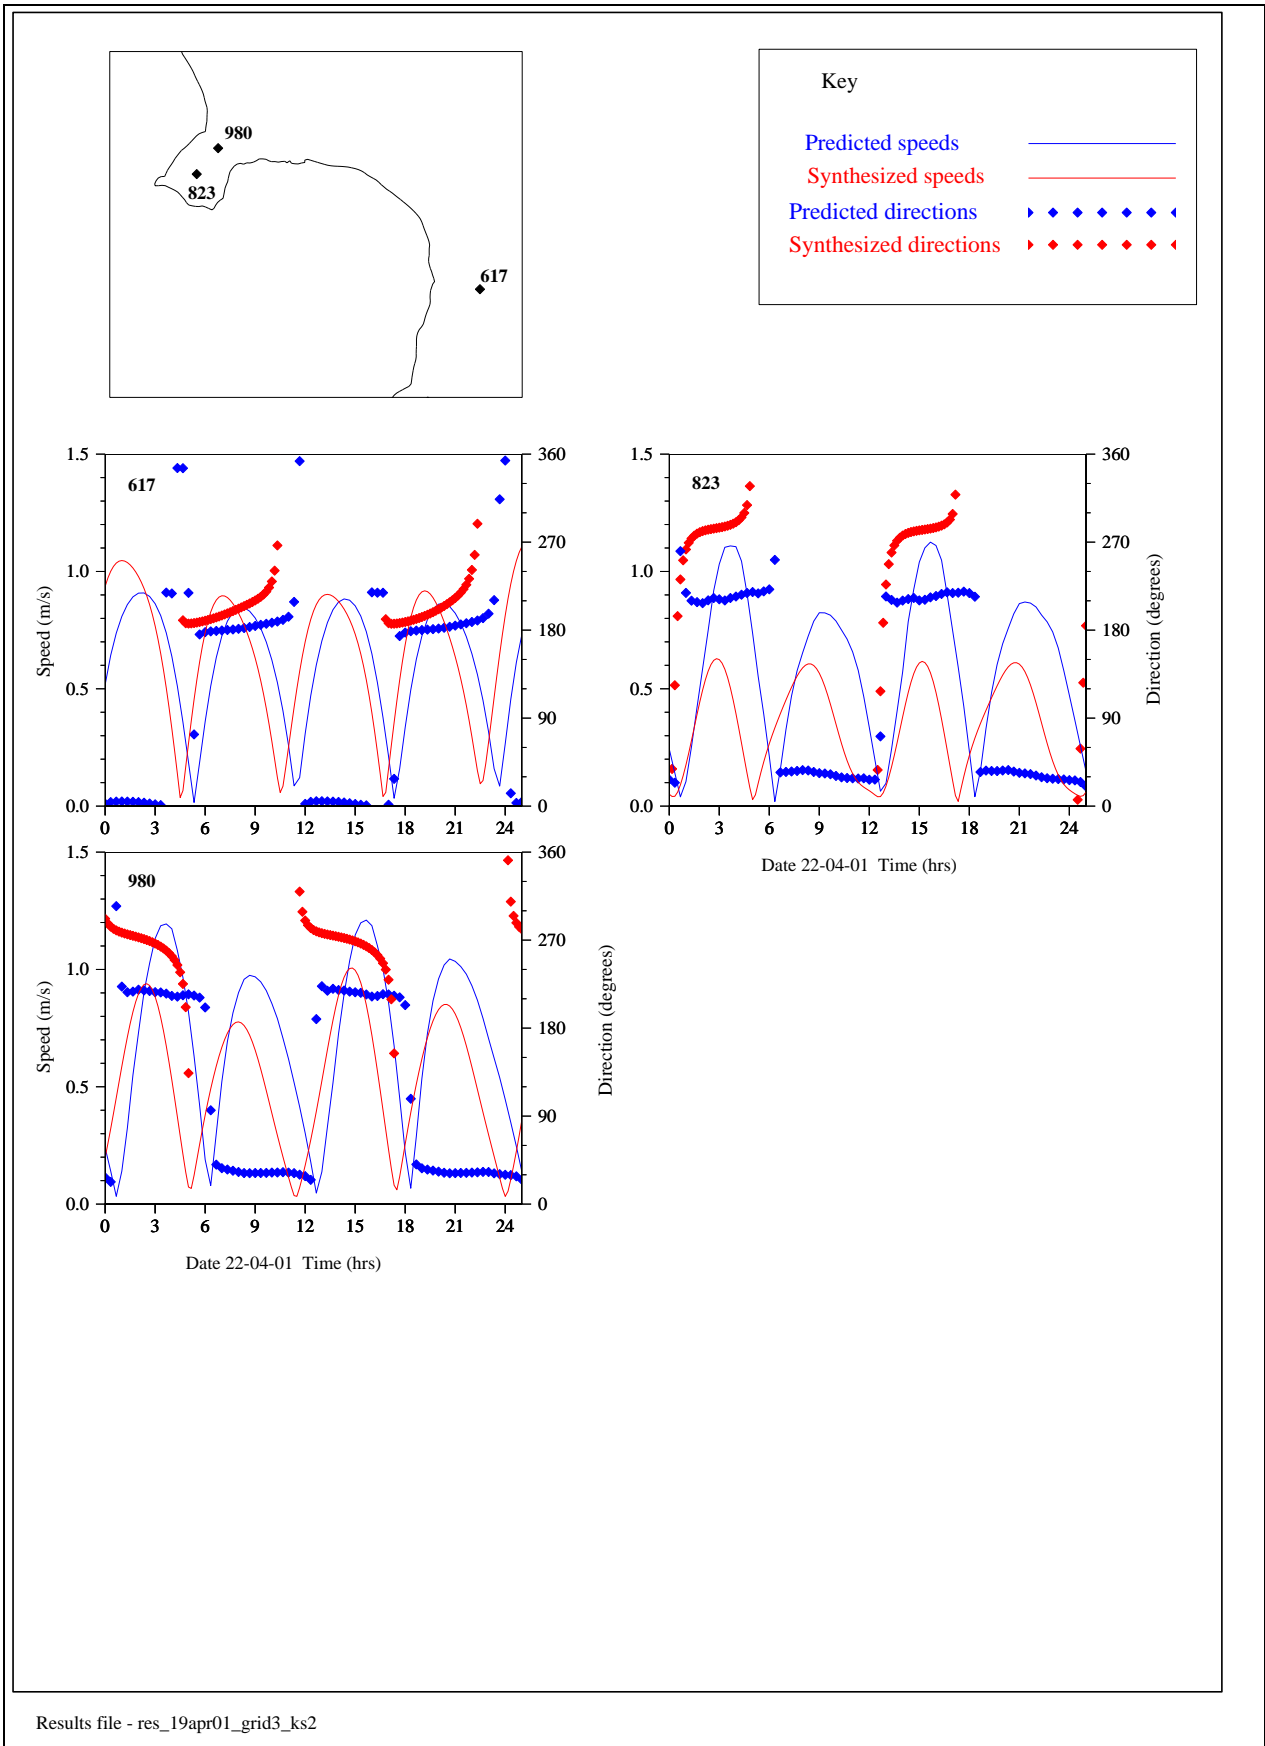 980
823
617
Key
Predicted speeds
Synthesized speeds
Predicted directions
Synthesized directions
1.5
1.0
0.5
0.0
Speed (m/s)
617
360
270
180
90
0
0 3 6 9 12 15 18 21 24
1.5
1.0
0.5
0.0
823
360
270
180
90
0
Direction (degrees)
0 3 6 9 12 15 18 21 24
Date 22-04-01 Time (hrs)
1.5
1.0
0.5
0.0
Speed (m/s)
980
360
270
180
90
0
Direction (degrees)
0 3 6 9 12 15 18 21 24
Date 22-04-01 Time (hrs)
Results file - res_19apr01_grid3_ks2